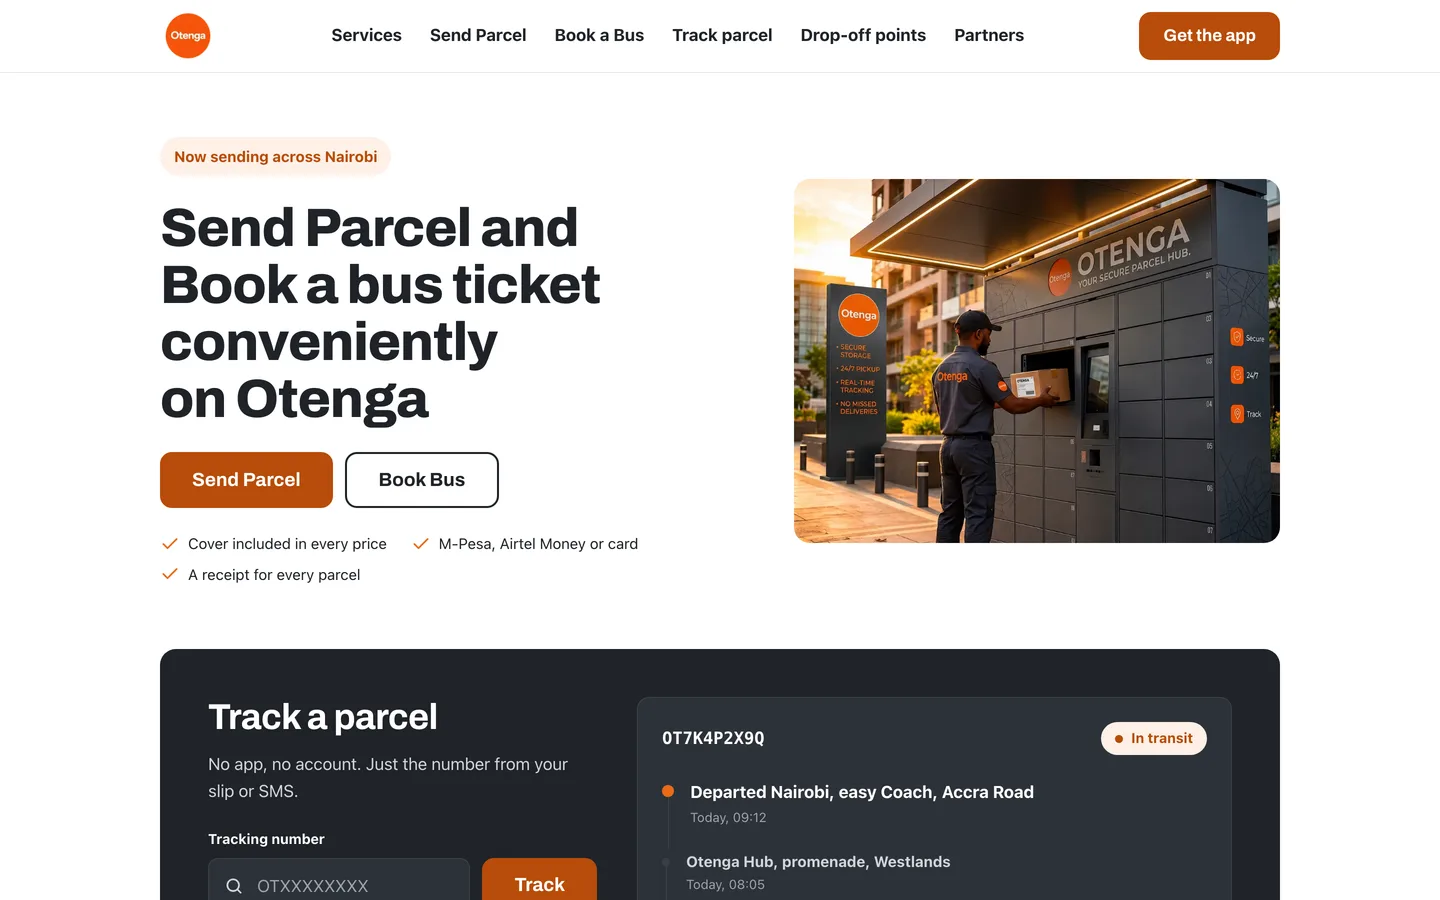 Otenga
Services
Send Parcel
Book a Bus
Track parcel
Drop-off points
Partners
Get the app
Now sending across Nairobi
Send Parcel and
Book a bus ticket
conveniently
on Otenga
Send Parcel
Book Bus
Cover included in every price
M-Pesa, Airtel Money or card
A receipt for every parcel
Otenga
OTENGA
YOUR SECURE PARCEL HUB.
Otenga
• SECURE
STORAGE
• 24/7 PICKUP
• REAL-TIME
TRACKING
• NO MISSED
DELIVERIES
Otenga
OTENGA
Secure
24/7
Track
Track a parcel
No app, no account. Just the number from your
slip or SMS.
Tracking number
OTXXXXXXXX
Track
OT7K4P2X9Q
In transit
Departed Nairobi, easy Coach, Accra Road
Today, 09:12
Otenga Hub, promenade, Westlands
Today, 08:05